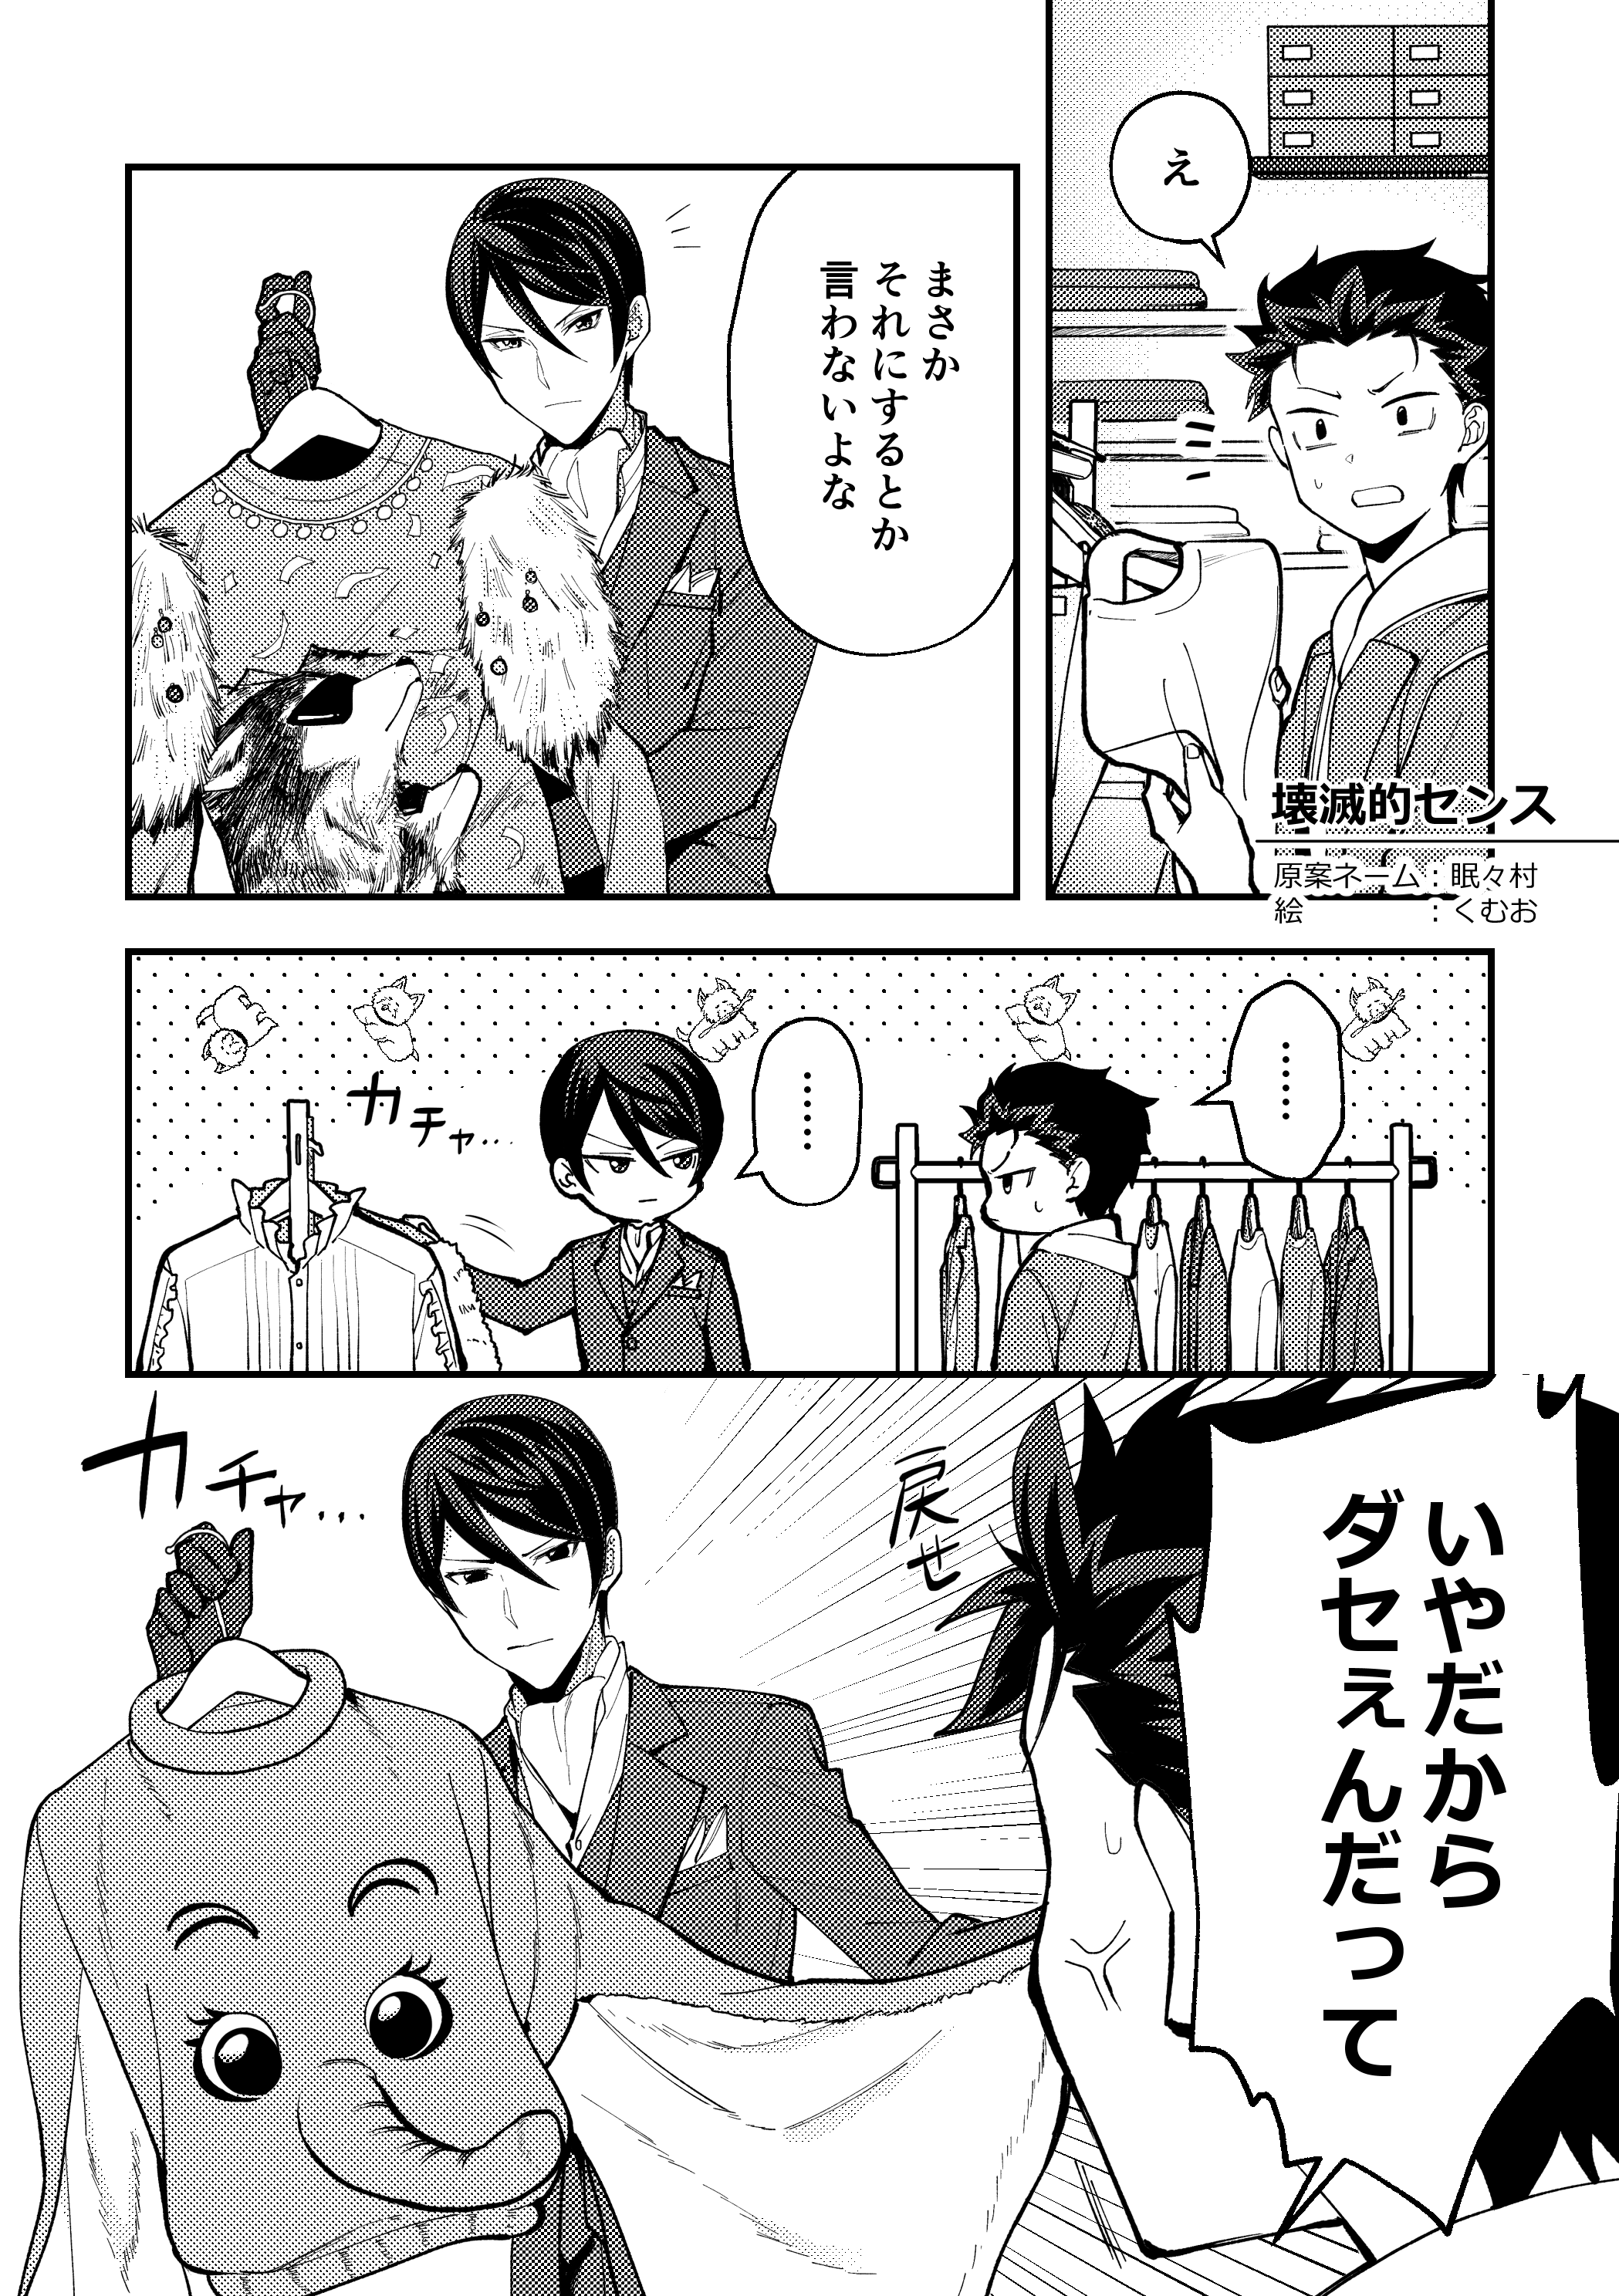 え
まさか
それにするとか
言わないよな
壊滅的センス
原案ネーム：眠々村
絵　　　　：くむお
………
………
カチャ…
いやだから
ダセぇんだって
戻せ
カチャ…